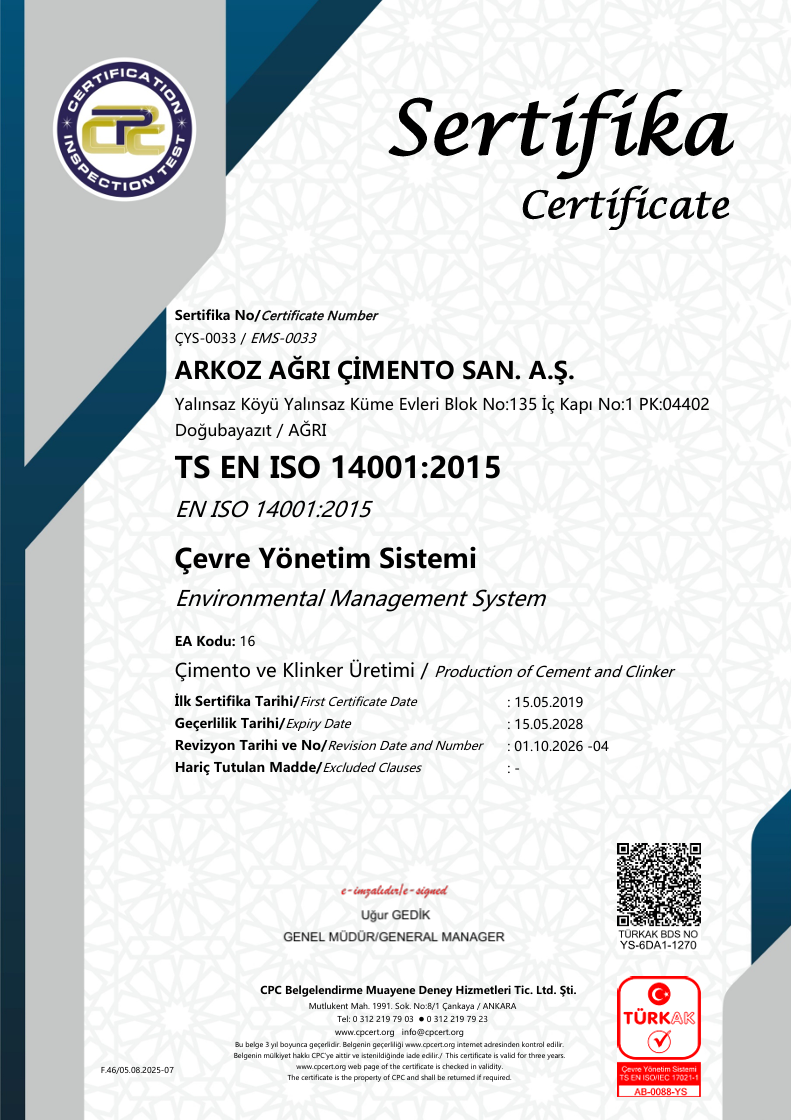 CERTIFICATION
CPC
INSPECTION TEST
Sertifika
Certificate
Sertifika No/Certificate Number
ÇYS-0033 / EMS-0033
ARKOZ AĞRI ÇİMENTO SAN. A.Ş.
Yalınsaz Köyü Yalınsaz Küme Evleri Blok No:135 İç Kapı No:1 PK:04402
Doğubayazıt / AĞRI
TS EN ISO 14001:2015
EN ISO 14001:2015
Çevre Yönetim Sistemi
Environmental Management System
EA Kodu: 16
Çimento ve Klinker Üretimi / Production of Cement and Clinker
İlk Sertifika Tarihi/First Certificate Date : 15.05.2019
Geçerlilik Tarihi/Expiry Date : 15.05.2028
Revizyon Tarihi ve No/Revision Date and Number : 01.10.2026 -04
Hariç Tutulan Madde/Excluded Clauses : -
e-imzalıdır/e-signed
Uğur GEDİK
GENEL MÜDÜR/GENERAL MANAGER
TÜRKAK BDS NO
YS-6DA1-1270
CPC Belgelendirme Muayene Deney Hizmetleri Tic. Ltd. Şti.
Mutlukent Mah. 1991. Sok. No:8/1 Çankaya / ANKARA
Tel: 0 312 219 79 03 ● 0 312 219 79 23
www.cpcert.org info@cpcert.org
Bu belge 3 yıl boyunca geçerlidir. Belgenin geçerliliği www.cpcert.org internet adresinden kontrol edilir.
Belgenin mülkiyet hakkı CPC'ye aittir ve istenildiğinde iade edilir./ This certificate is valid for three years.
www.cpcert.org web page of the certificate is checked in validity.
The certificate is the property of CPC and shall be returned if required.
F.46/05.08.2025-07
TÜRKAK
Çevre Yönetim Sistemi
TS EN ISO/IEC 17021-1
AB-0088-YS